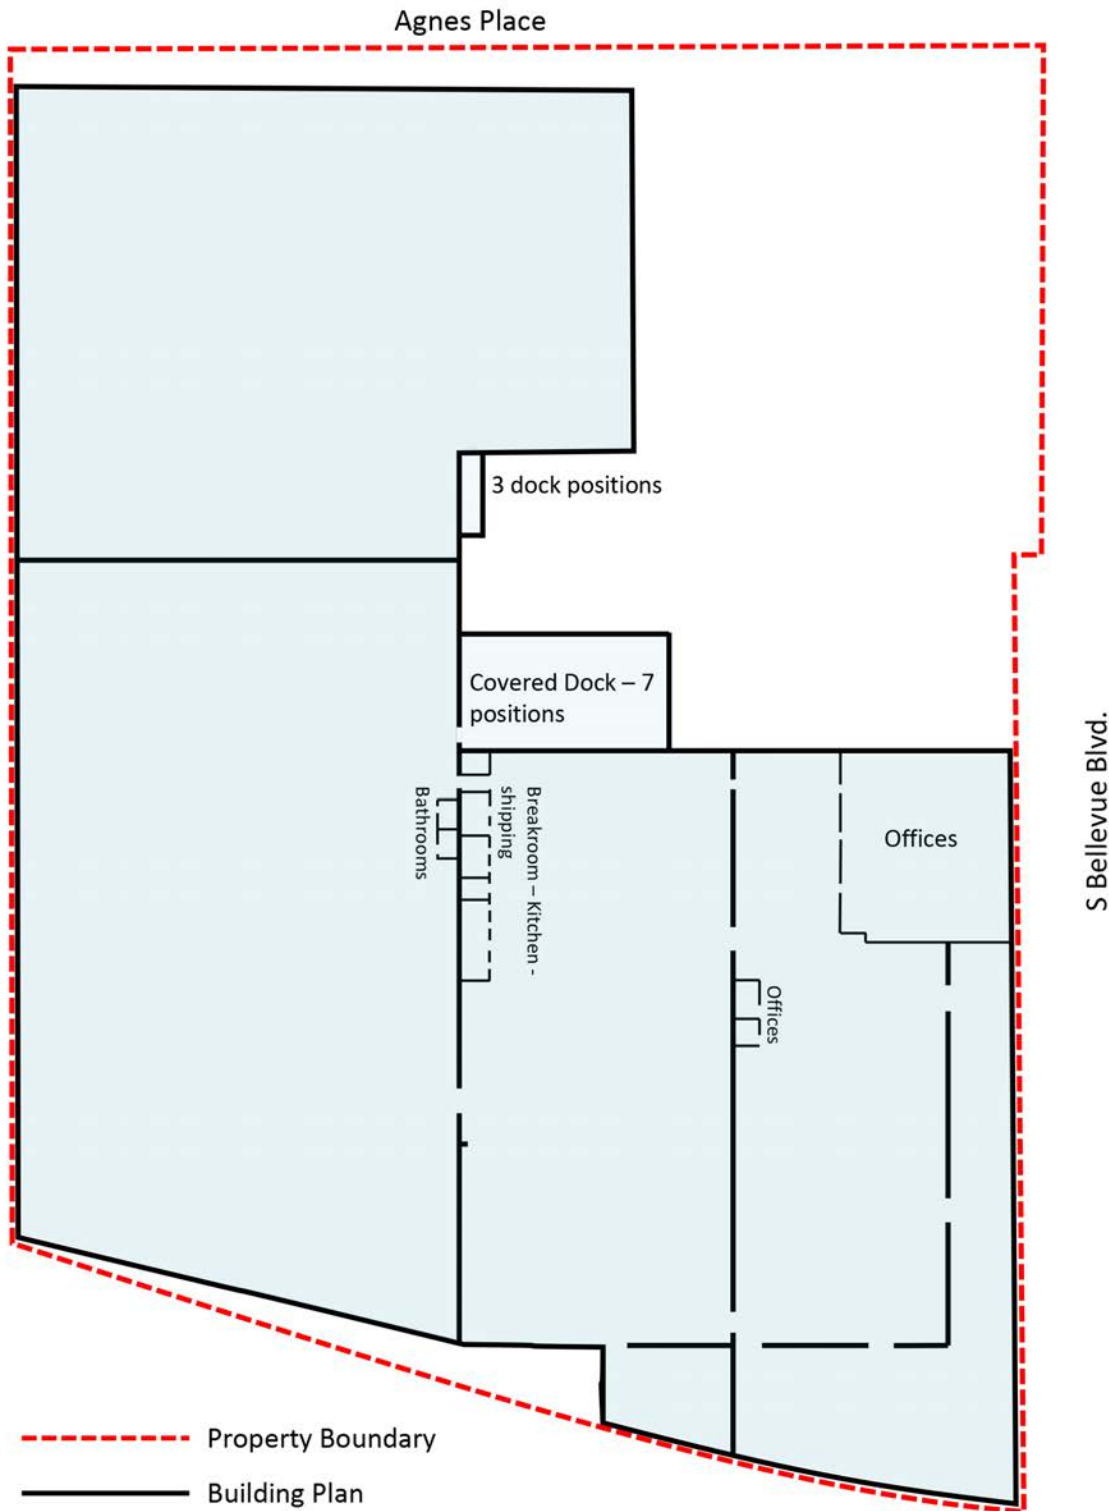 Agnes Place
3 dock positions
Covered Dock – 7
positions
S Bellevue Blvd.
Breakroom – Kitchen -
shipping
Bathrooms
Offices
Offices
Property Boundary
Building Plan